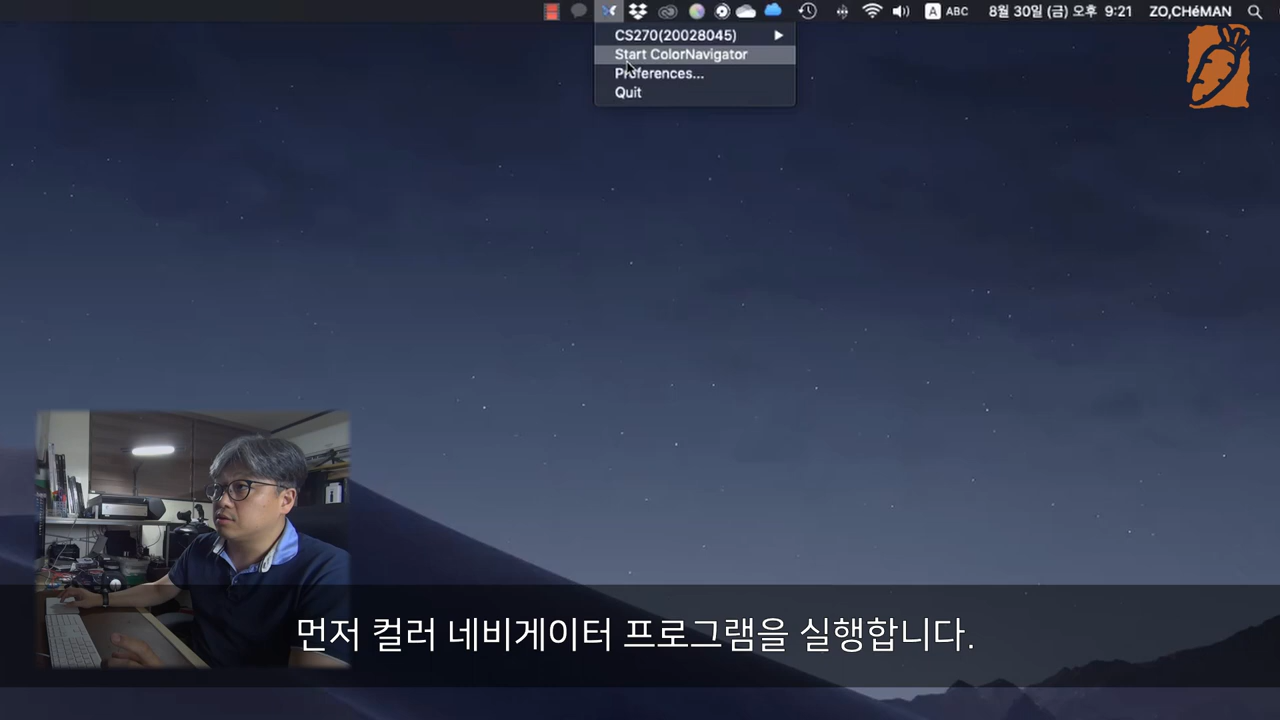 A ABC 8월 30일 (금) 오후 9:21 ZO,CHéMAN
CS270(20028045)
Start ColorNavigator
Preferences...
Quit
먼저 컬러 네비게이터 프로그램을 실행합니다.